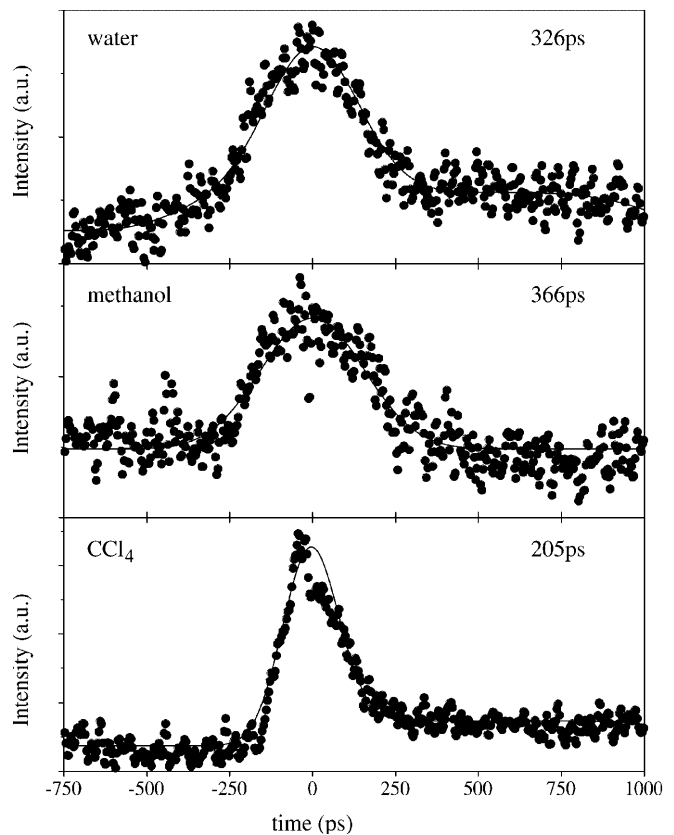 water 326ps
Intensity (a.u.)
methanol 366ps
Intensity (a.u.)
CCl₄ 205ps
Intensity (a.u.)
-750 -500 -250 0 250 500 750 1000
time (ps)